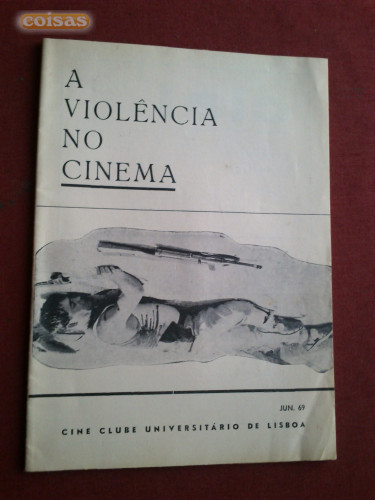 coisas
A
VIOLÊNCIA
NO
CINEMA
JUN. 69
CINE CLUBE UNIVERSITÁRIO DE LISBOA